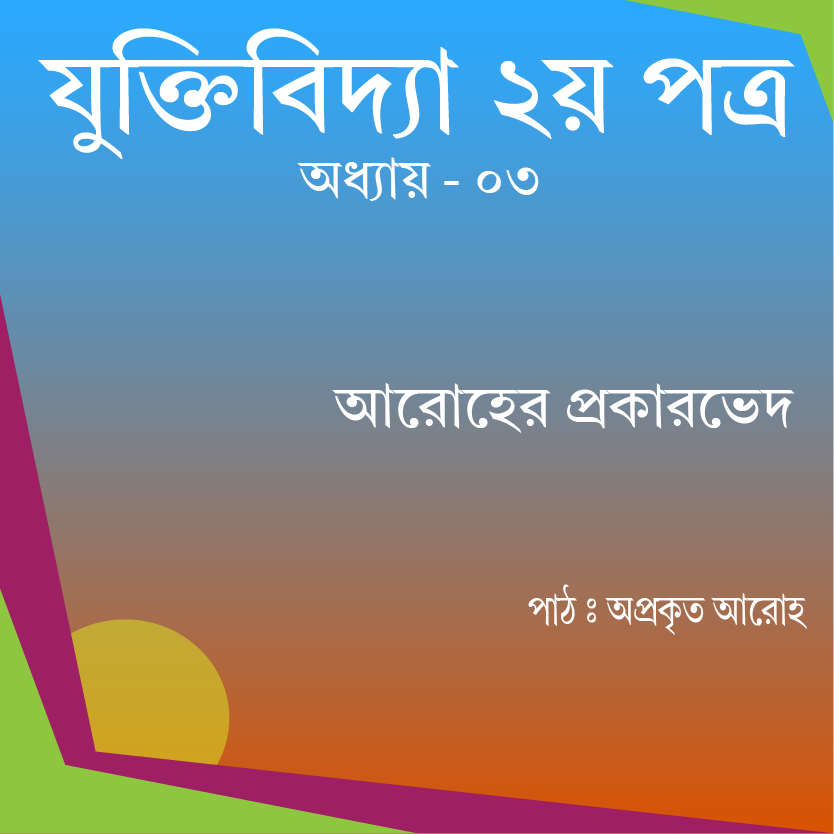 যুক্তিবিদ্যা ২য় পত্র
অধ্যায় - ০৩
আরোহের প্রকারভেদ
পাঠ ঃ অপ্রকৃত আরোহ